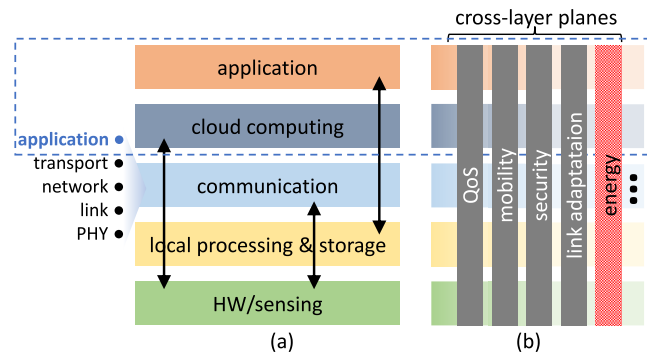 cross-layer planes
application
cloud computing
application
transport
network
link
PHY
communication
local processing & storage
HW/sensing
QoS
mobility
security
link adaptataion
energy
(a)
(b)